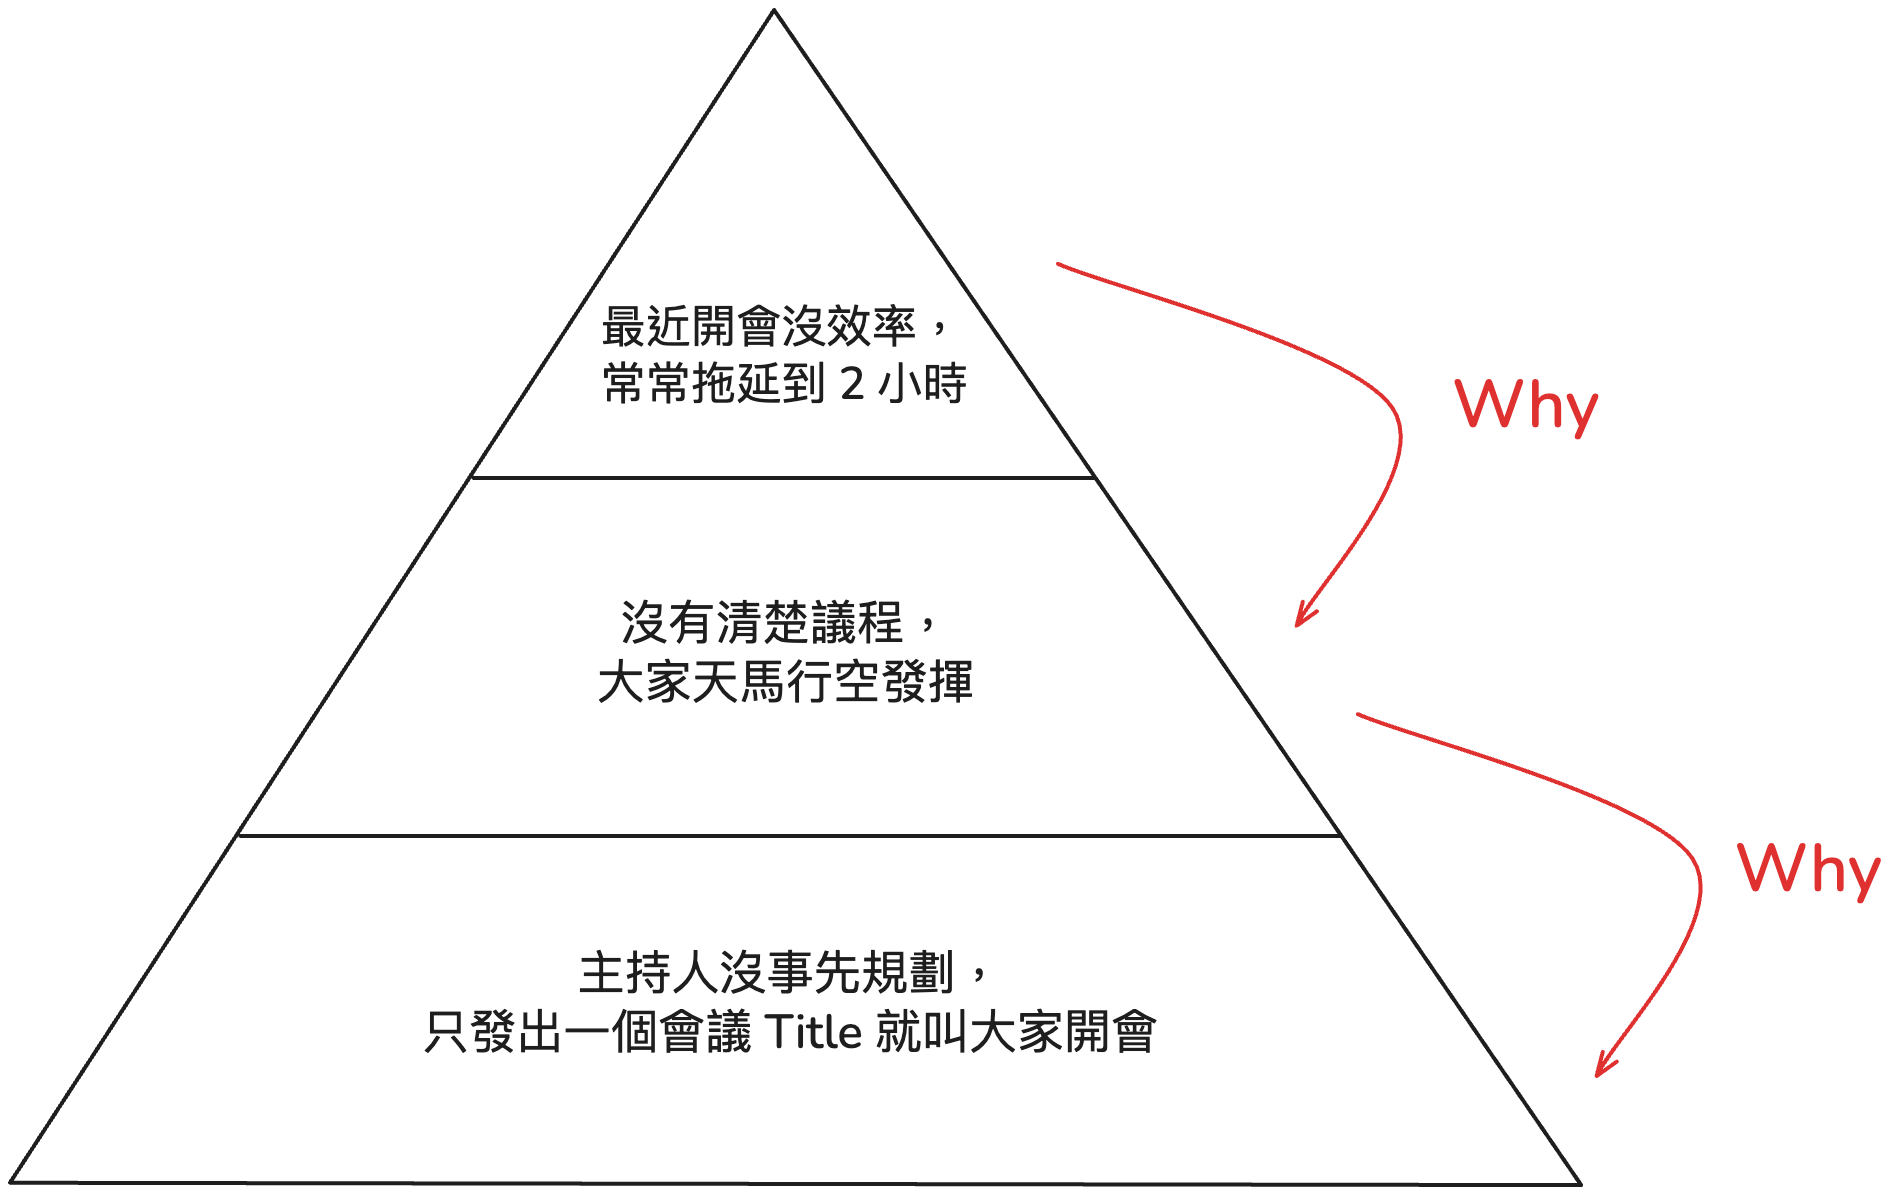 最近開會沒效率，
常常拖延到 2 小時
Why
沒有清楚議程，
大家天馬行空發揮
Why
主持人沒事先規劃，
只發出一個會議 Title 就叫大家開會